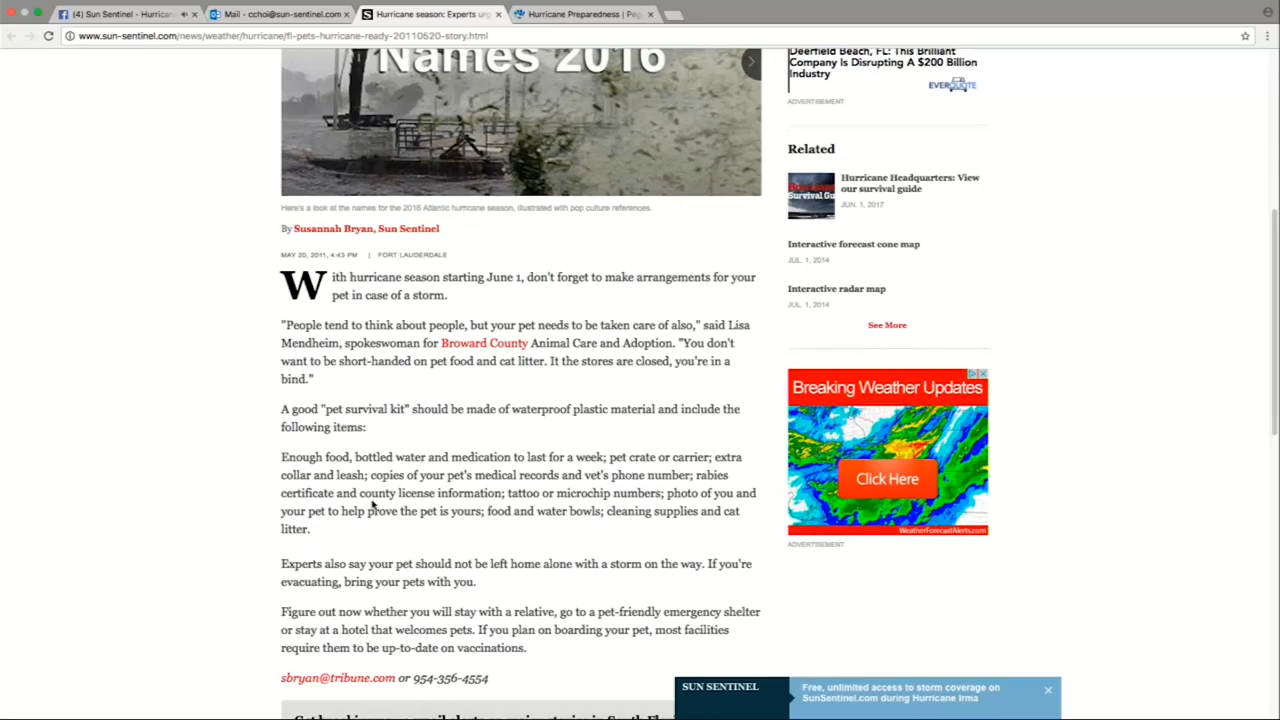 (4) Sun Sentinel - Hurrican
Mail - cchoi@sun-sentinel.com
Hurricane season: Experts urg
Hurricane Preparedness | Peg
www.sun-sentinel.com/news/weather/hurricane/fl-pets-hurricane-ready-20110520-story.html
Names 2016
Here's a look at the names for the 2016 Atlantic hurricane season, illustrated with pop culture references.
By Susannah Bryan, Sun Sentinel
MAY 20, 2011, 4:43 PM | FORT LAUDERDALE
With hurricane season starting June 1, don't forget to make arrangements for your
pet in case of a storm.
"People tend to think about people, but your pet needs to be taken care of also," said Lisa
Mendheim, spokeswoman for Broward County Animal Care and Adoption. "You don't
want to be short-handed on pet food and cat litter. It the stores are closed, you're in a
bind."
A good "pet survival kit" should be made of waterproof plastic material and include the
following items:
Enough food, bottled water and medication to last for a week; pet crate or carrier; extra
collar and leash; copies of your pet's medical records and vet's phone number; rabies
certificate and county license information; tattoo or microchip numbers; photo of you and
your pet to help prove the pet is yours; food and water bowls; cleaning supplies and cat
litter.
Experts also say your pet should not be left home alone with a storm on the way. If you're
evacuating, bring your pets with you.
Figure out now whether you will stay with a relative, go to a pet-friendly emergency shelter
or stay at a hotel that welcomes pets. If you plan on boarding your pet, most facilities
require them to be up-to-date on vaccinations.
sbryan@tribune.com or 954-356-4554
Deerfield Beach, FL: This Brilliant
Company Is Disrupting A $200 Billion
Industry
EVERQUOTE
ADVERTISEMENT
Related
Hurricane Headquarters: View
our survival guide
JUN. 1, 2017
Interactive forecast cone map
JUL. 1, 2014
Interactive radar map
JUL. 1, 2014
See More
Breaking Weather Updates
Click Here
WeatherForecastAlerts.com
ADVERTISEMENT
SUN SENTINEL
Free, unlimited access to storm coverage on
SunSentinel.com during Hurricane Irma